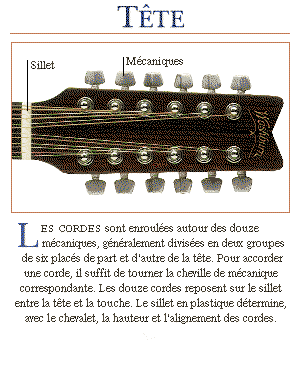 TÊTE
Sillet
Mécaniques
LES CORDES sont enroulées autour des douze
mécaniques, généralement divisées en deux groupes
de six placés de part et d'autre de la tête. Pour accorder
une corde, il suffit de tourner la cheville de mécanique
correspondante. Les douze cordes reposent sur le sillet
entre la tête et la touche. Le sillet en plastique détermine,
avec le chevalet, la hauteur et l'alignement des cordes.